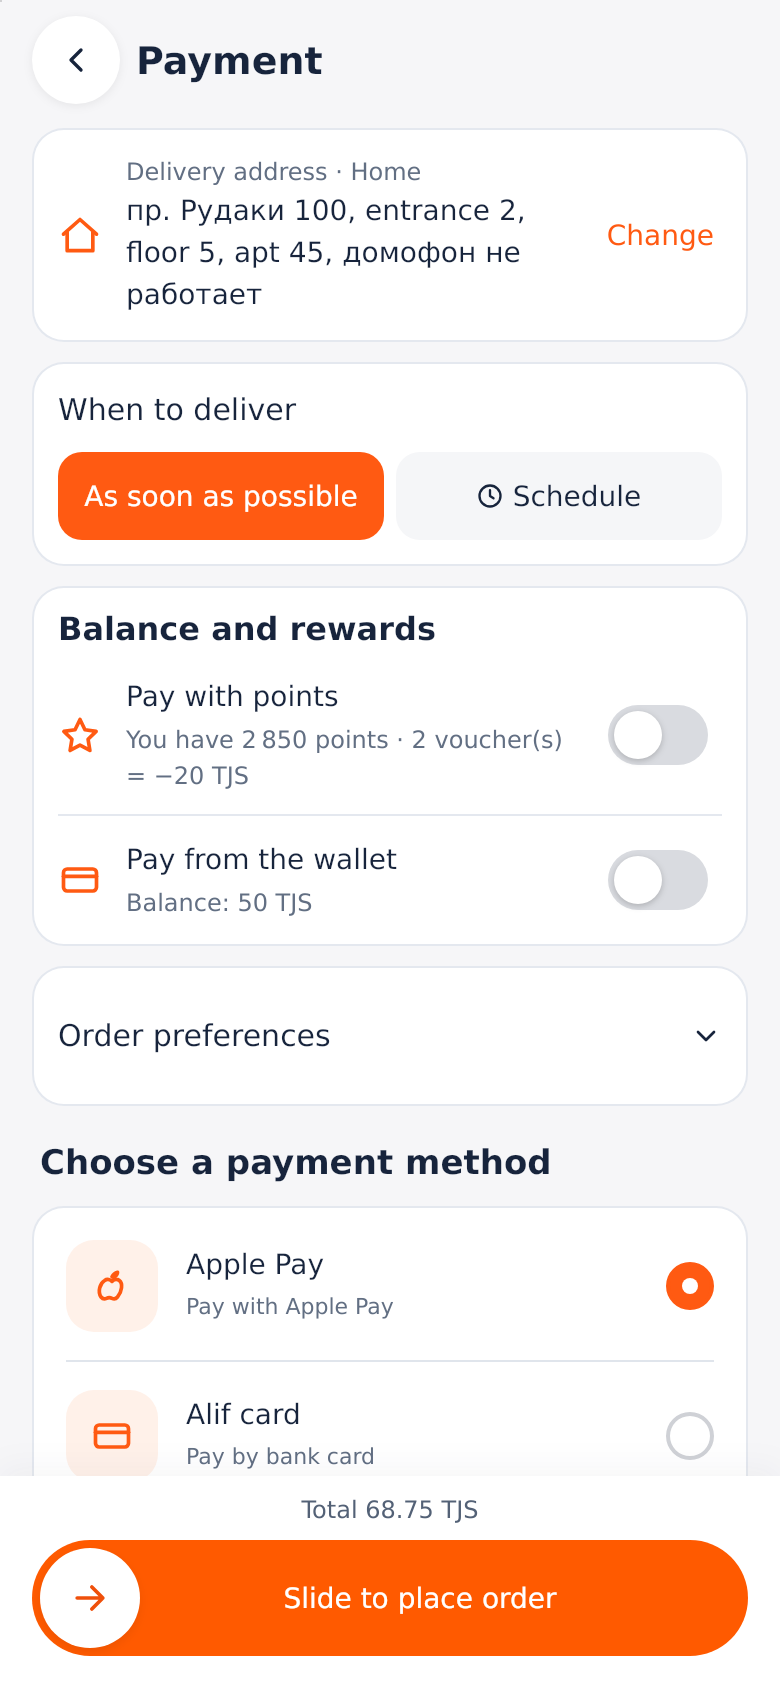 Payment
Delivery address · Home
пр. Рудаки 100, entrance 2,
floor 5, apt 45, домофон не
работает
Change
When to deliver
As soon as possible
Schedule
Balance and rewards
Pay with points
You have 2 850 points · 2 voucher(s)
= −20 TJS
Pay from the wallet
Balance: 50 TJS
Order preferences
Choose a payment method
Apple Pay
Pay with Apple Pay
Alif card
Pay by bank card
Total 68.75 TJS
Slide to place order